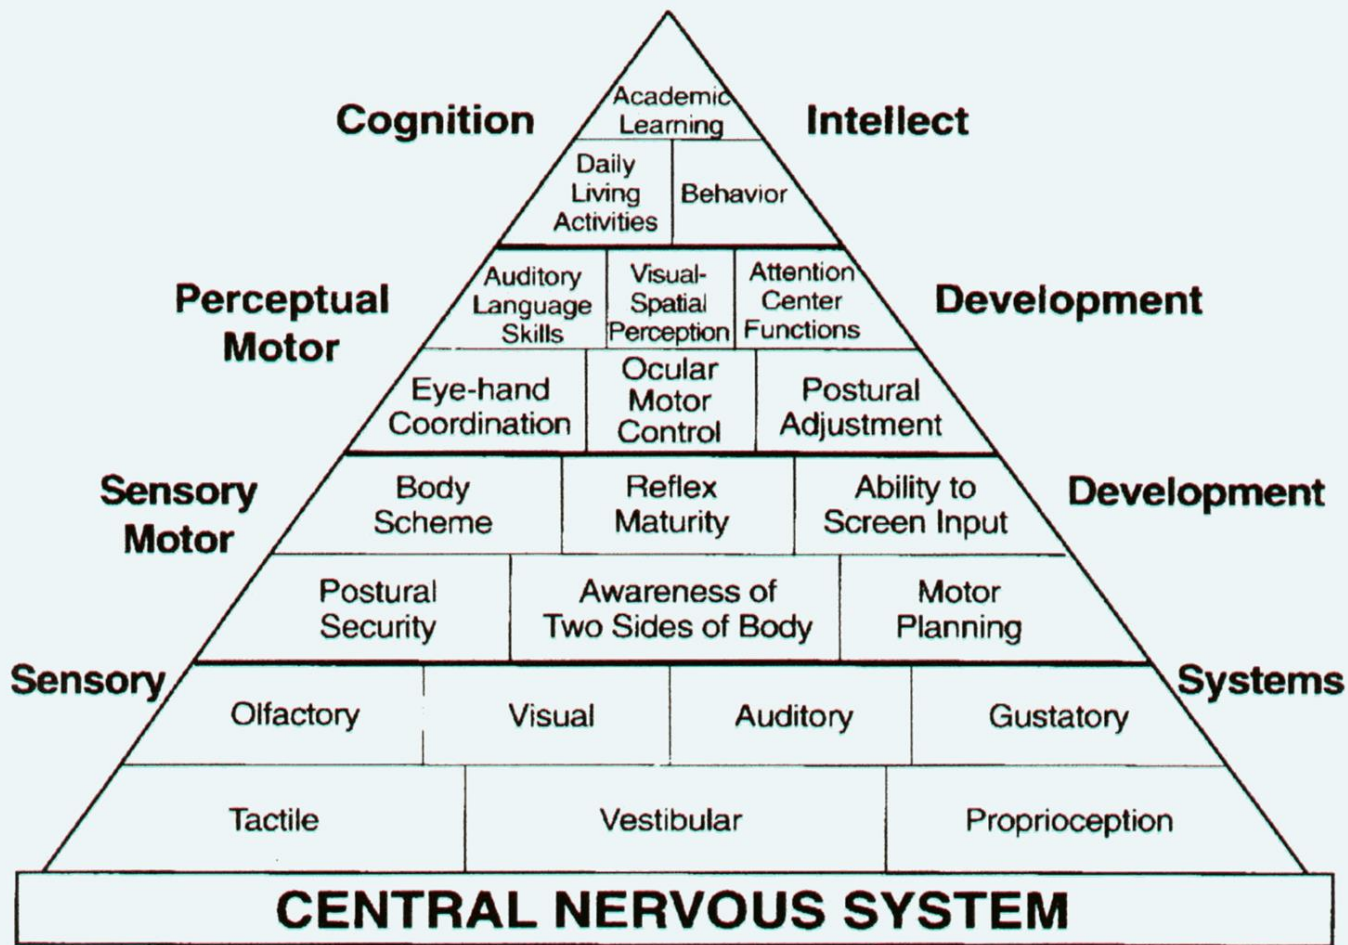 Cognition
Academic
Learning
Intellect
Daily
Living
Activities
Behavior
Perceptual
Motor
Auditory
Language
Skills
Visual-
Spatial
Perception
Attention
Center
Functions
Development
Eye-hand
Coordination
Ocular
Motor
Control
Postural
Adjustment
Sensory
Motor
Body
Scheme
Reflex
Maturity
Ability to
Screen Input
Development
Postural
Security
Awareness of
Two Sides of Body
Motor
Planning
Sensory
Olfactory
Visual
Auditory
Gustatory
Systems
Tactile
Vestibular
Proprioception
CENTRAL NERVOUS SYSTEM